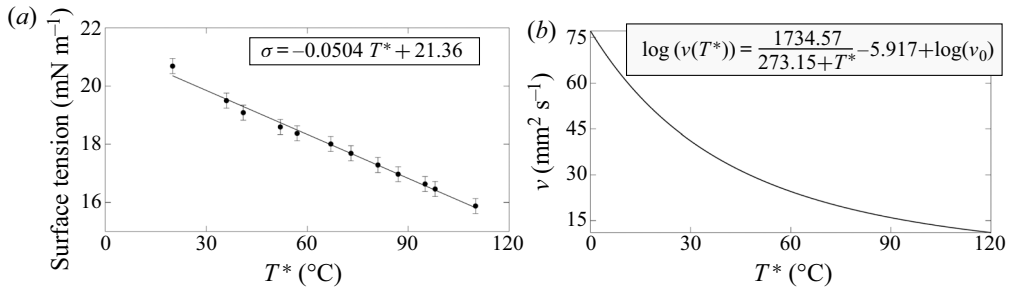 (a)
22
20
18
16
0
30
60
90
120
Surface tension (mN m⁻¹)
T* (°C)
σ=−0.0504 T*+21.36
(b)
75
60
45
30
15
0
30
60
90
120
ν (mm² s⁻¹)
T* (°C)
log (ν(T*))= 1734.57/273.15+T* −5.917+log(ν₀)